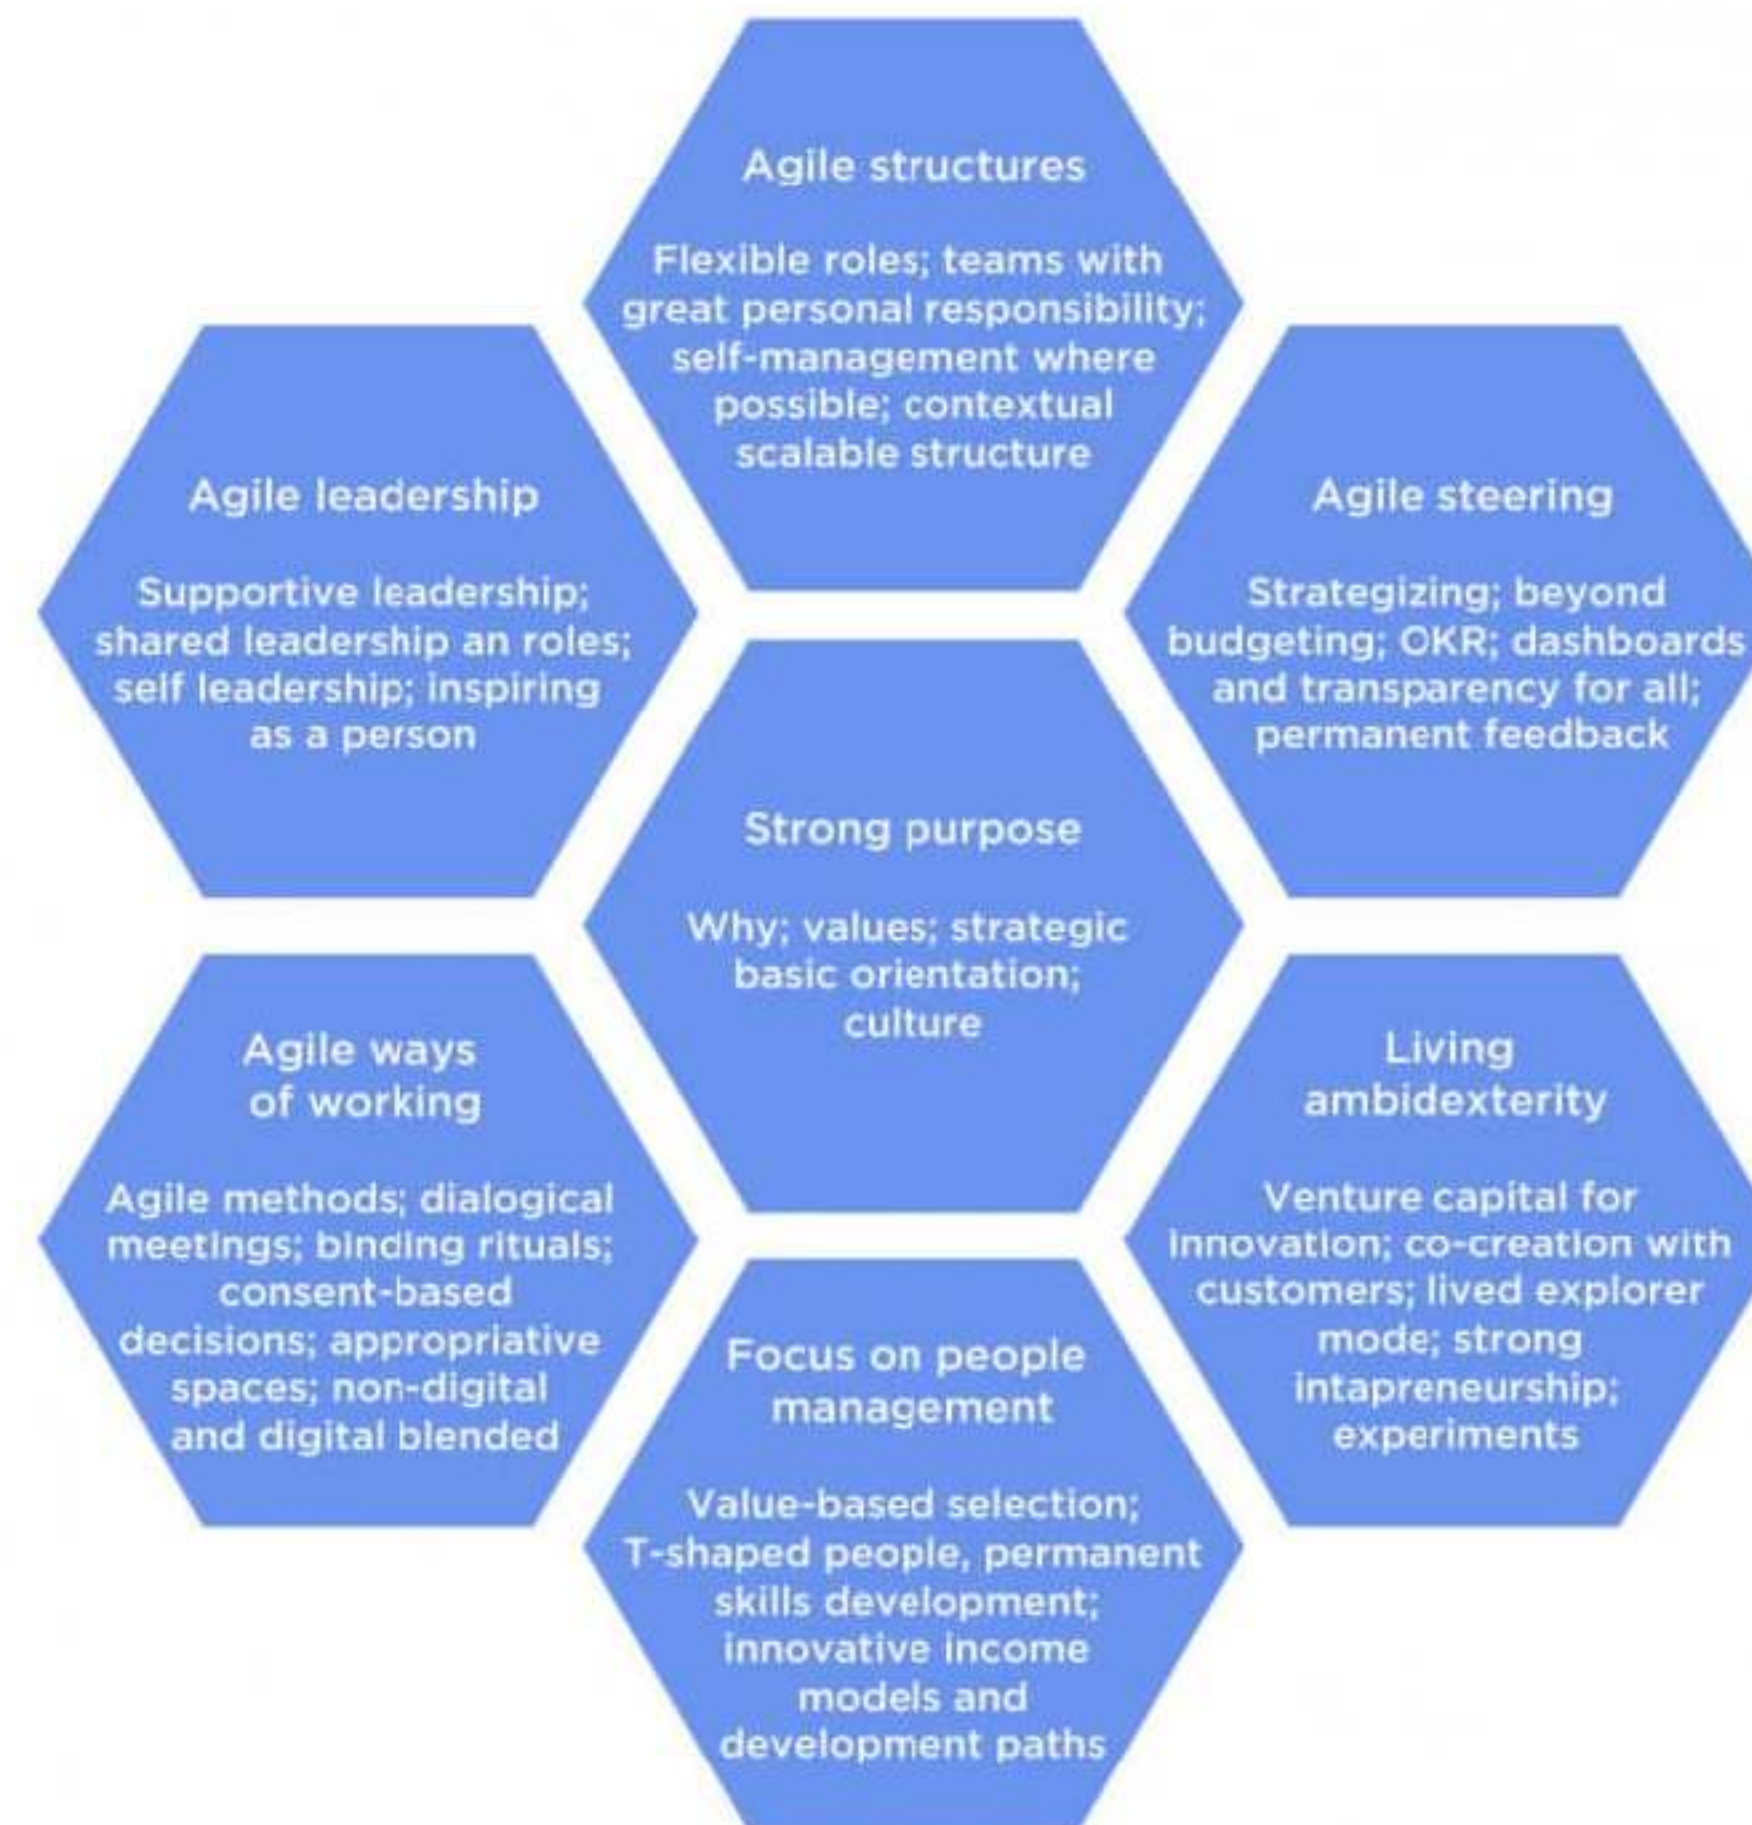 Agile structures
Flexible roles; teams with
great personal responsibility;
self-management where
possible; contextual
scalable structure
Agile leadership
Supportive leadership;
shared leadership an roles;
self leadership; inspiring
as a person
Agile steering
Strategizing; beyond
budgeting; OKR; dashboards
and transparency for all;
permanent feedback
Strong purpose
Why; values; strategic
basic orientation;
culture
Agile ways
of working
Agile methods; dialogical
meetings; binding rituals;
consent-based
decisions; appropriative
spaces; non-digital
and digital blended
Living
ambidexterity
Venture capital for
innovation; co-creation with
customers; lived explorer
mode; strong
intapreneurship;
experiments
Focus on people
management
Value-based selection;
T-shaped people, permanent
skills development;
innovative income
models and
development paths